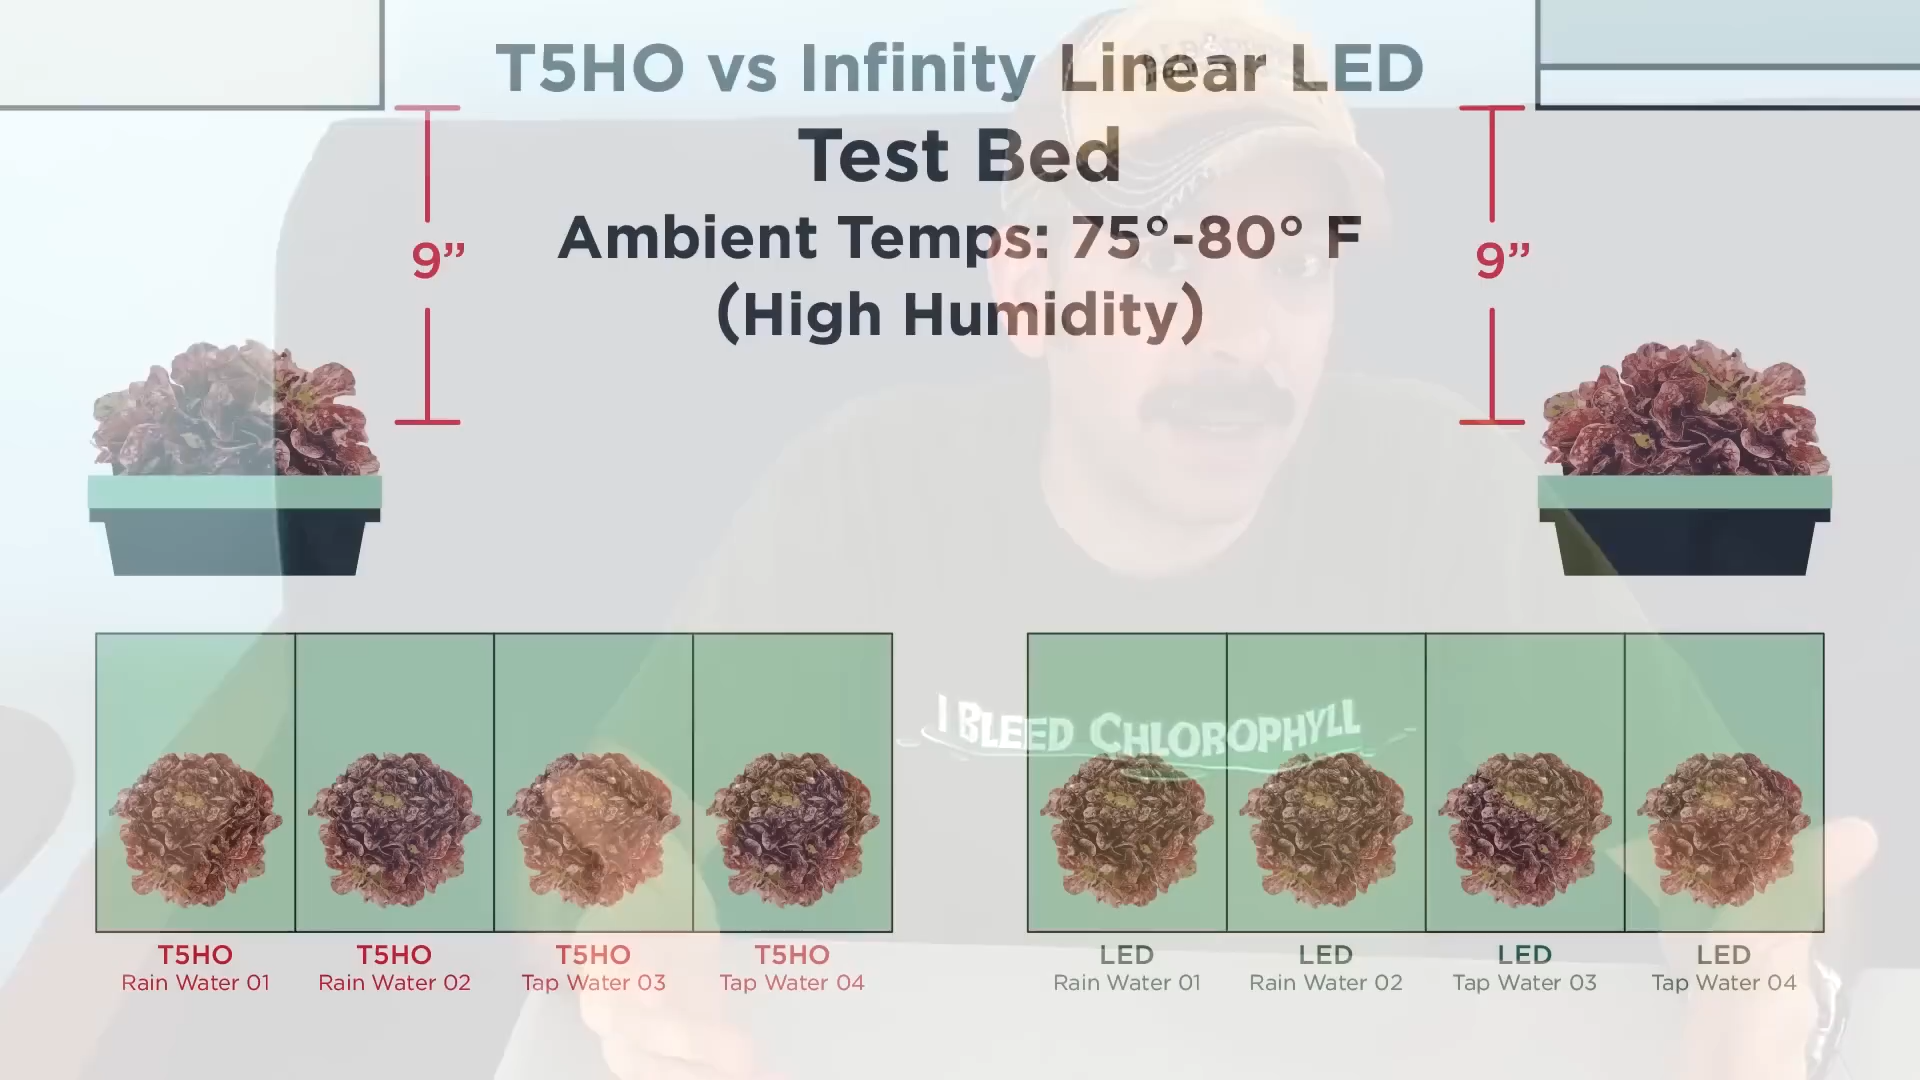 T5HO vs Infinity Linear LED
Test Bed
Ambient Temps: 75°-80° F
(High Humidity)
9”
9”
I BLEED CHLOROPHYLL
T5HO
Rain Water 01
T5HO
Rain Water 02
T5HO
Tap Water 03
T5HO
Tap Water 04
LED
Rain Water 01
LED
Rain Water 02
LED
Tap Water 03
LED
Tap Water 04